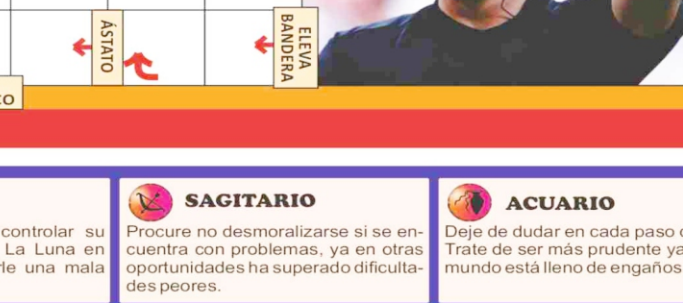 ÁSTATO
ELEVA
BANDERA
CO
controlar su
La Luna en
le una mala
SAGITARIO
Procure no desmoralizarse si se en-
cuentra con problemas, ya en otras
oportunidades ha superado dificulta-
des peores.
ACUARIO
Deje de dudar en cada paso
Trate de ser más prudente ya
mundo está lleno de engaños